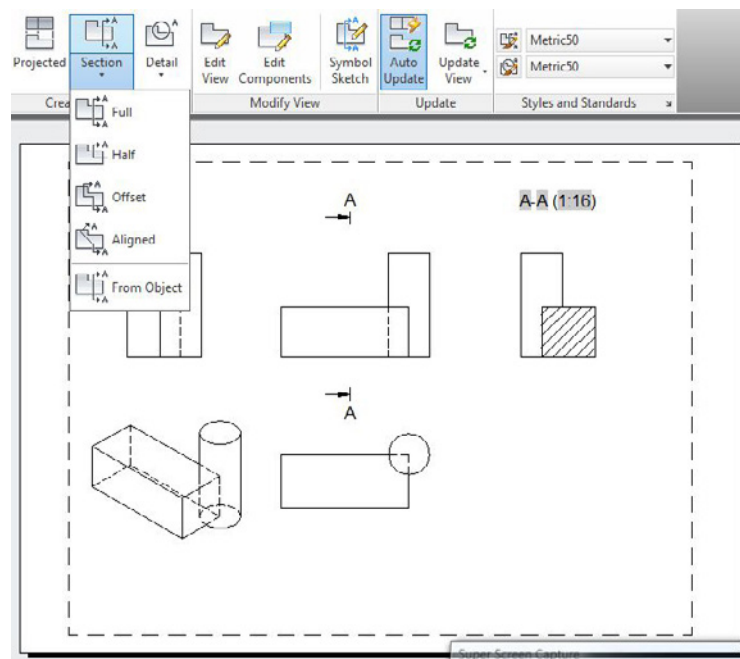 Projected
Section
Detail
Edit View
Edit Components
Symbol Sketch
Auto Update
Update View
Metric50
Metric50
Crea
Modify View
Update
Styles and Standards
Full
Half
Offset
Aligned
From Object
A
A-A (1:16)
A
Super Screen Capture